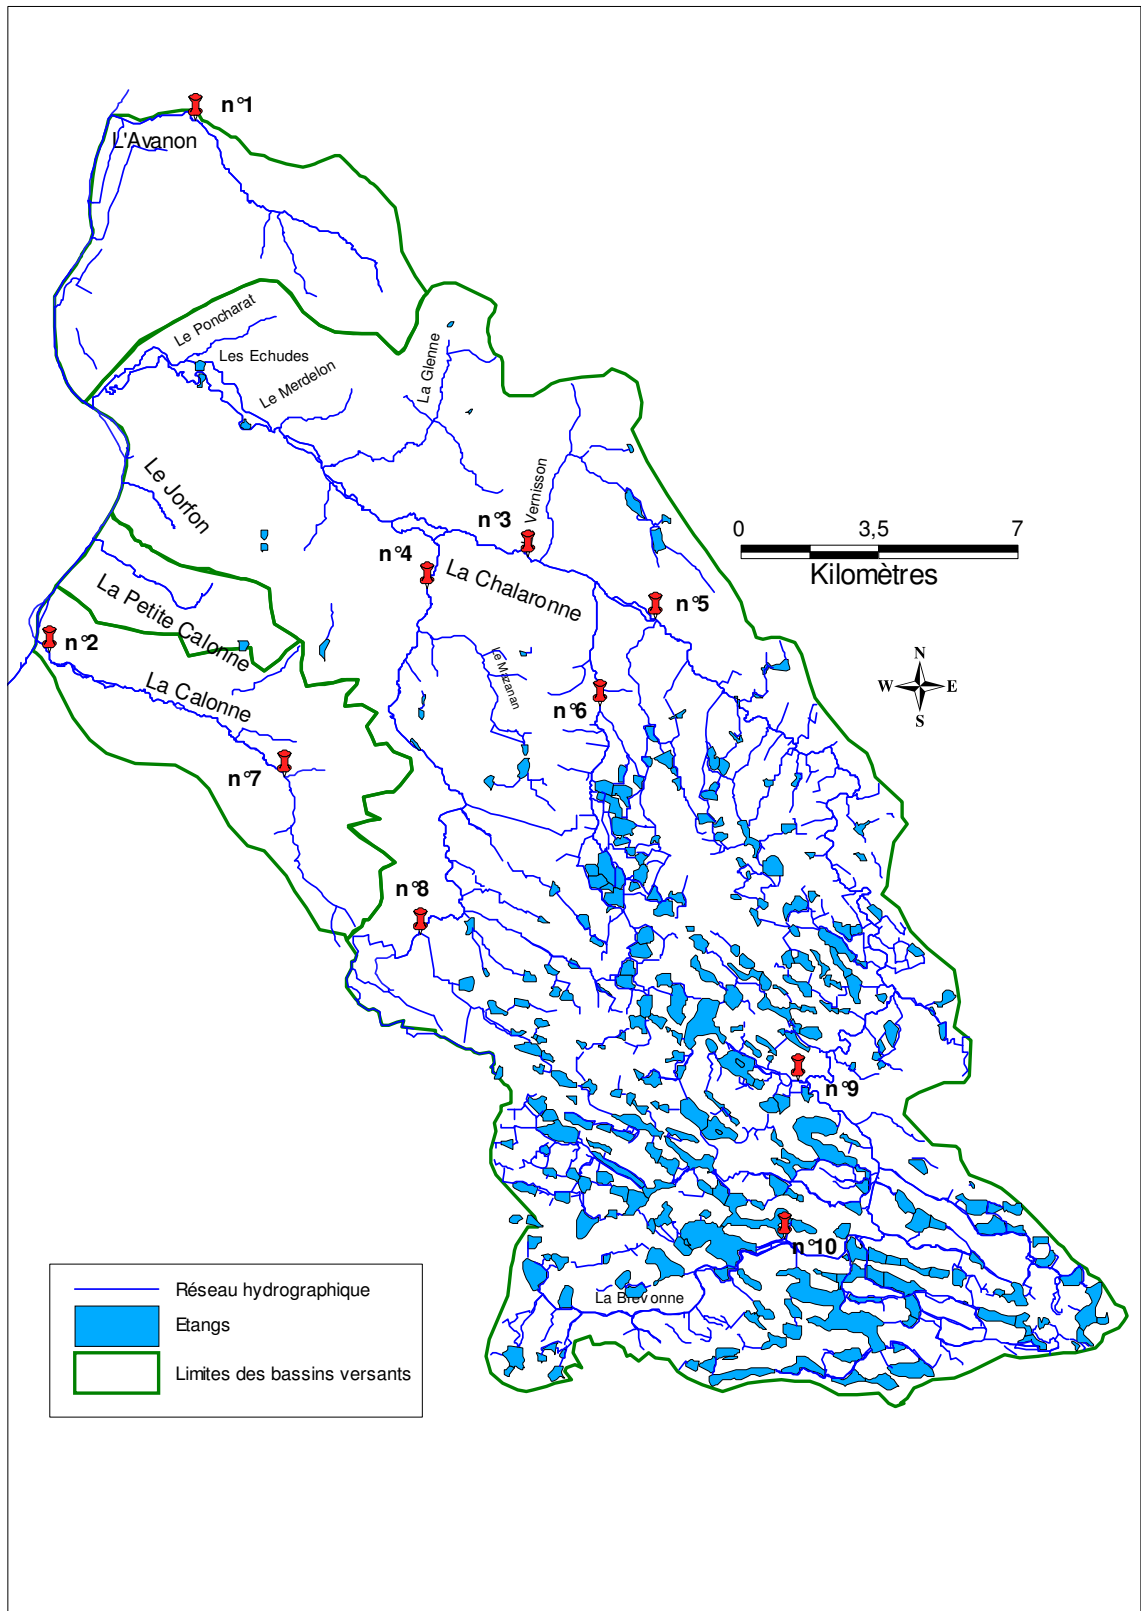 n°1
L'Avanon
Le Poncharat
Les Echudes
Le Merdelon
La Glenne
Le Jorfon
n°3
Vernisson
0 3,5 7
Kilomètres
n°4
La Chalaronne
n°5
La Petite Calonne
n°2
Le Mazanan
N
W E
S
La Calonne
n°6
n°7
n°8
n°9
n°10
La Brevonne
Réseau hydrographique
Etangs
Limites des bassins versants